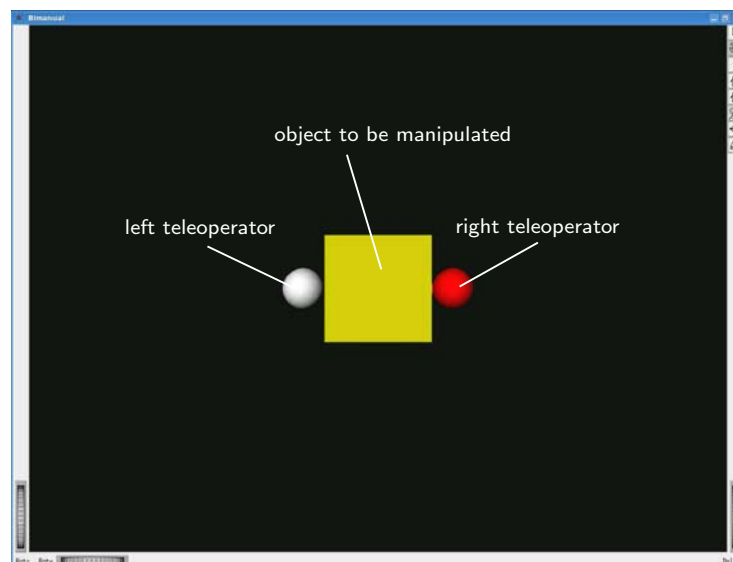 Bimanual
object to be manipulated
left teleoperator
right teleoperator